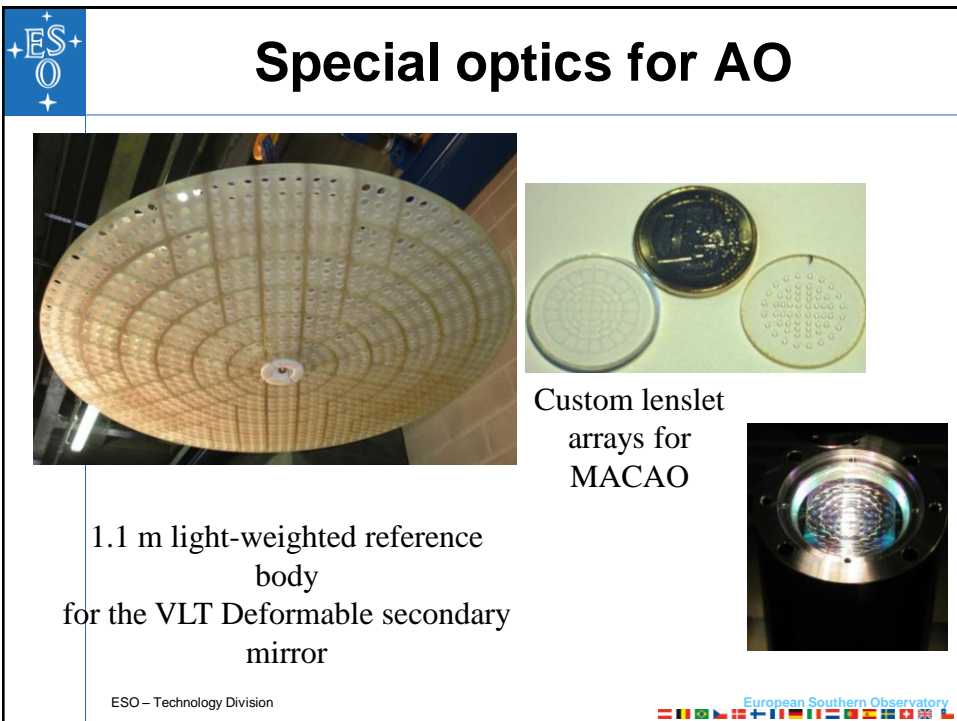 ES
O
Special optics for AO
Custom lenslet
arrays for
MACAO
1.1 m light-weighted reference
body
for the VLT Deformable secondary
mirror
ESO – Technology Division
European Southern Observatory